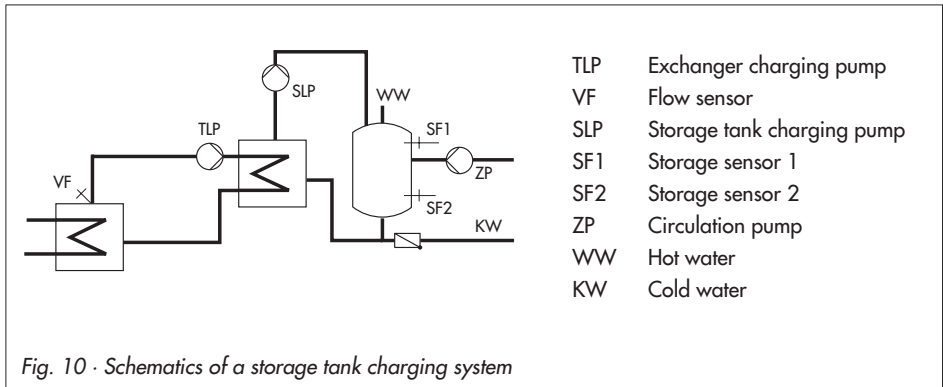 SLP
WW
TLP
SF1
VF
ZP
SF2
KW
TLP Exchanger charging pump
VF Flow sensor
SLP Storage tank charging pump
SF1 Storage sensor 1
SF2 Storage sensor 2
ZP Circulation pump
WW Hot water
KW Cold water
Fig. 10 · Schematics of a storage tank charging system